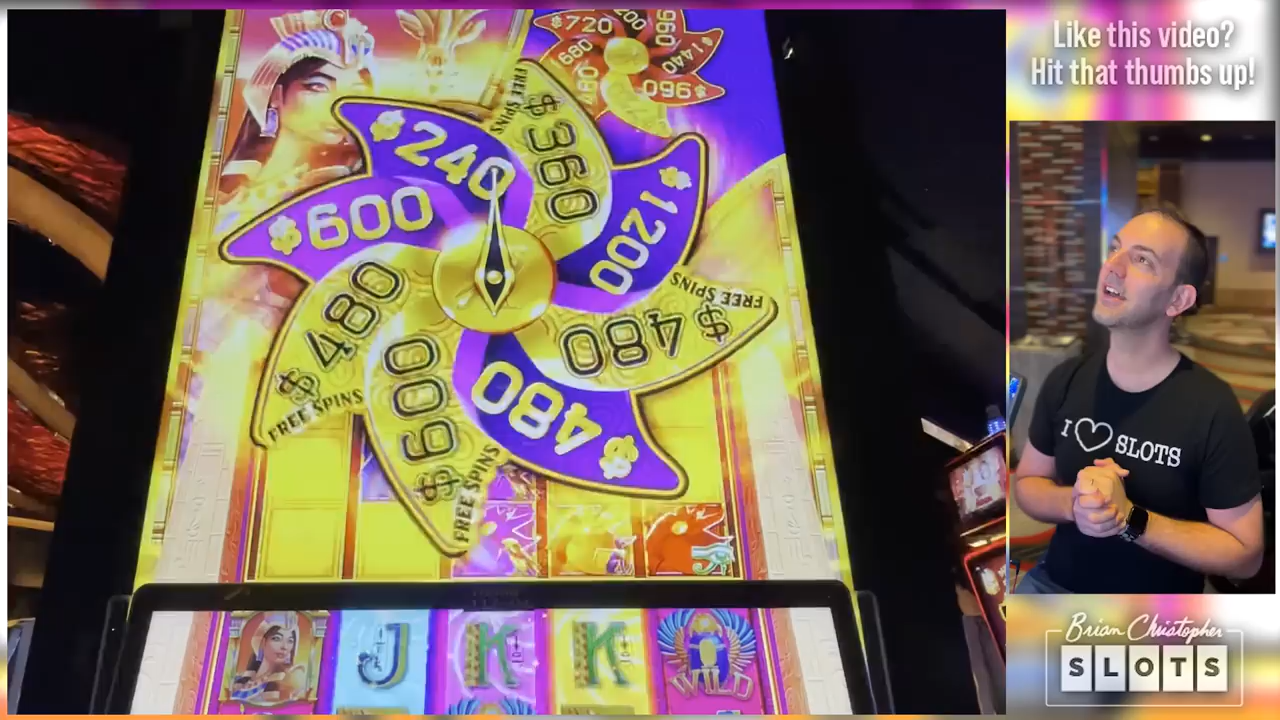 Like this video?
Hit that thumbs up!
$720
200
960
$1440
960$
$240
FREE SPINS
$360
$1200
$600
FREE SPINS
$480
$480
$480
$600
FREE SPINS
FREE SPINS
J
K
K
WILD
I SLOTS
Brian Christopher
SLOTS